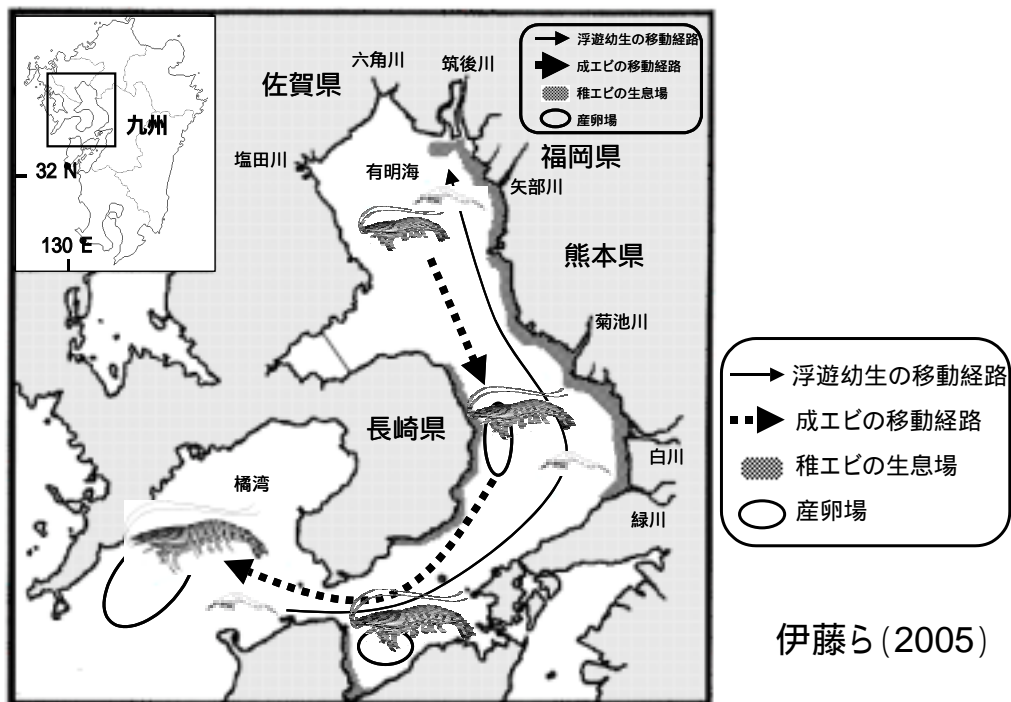 九州
32 N
130 E
佐賀県
六角川
筑後川
浮遊幼生の移動経路
成エビの移動経路
稚エビの生息場
産卵場
塩田川
有明海
福岡県
矢部川
熊本県
菊池川
長崎県
白川
橘湾
緑川
浮遊幼生の移動経路
成エビの移動経路
稚エビの生息場
産卵場
伊藤ら(2005)